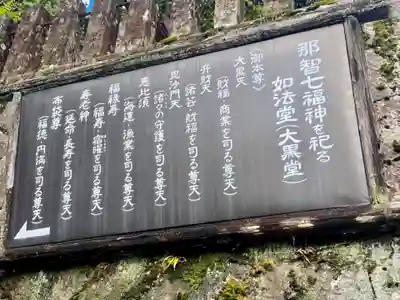 那智七福神を祀る
如法堂(大黒堂)
(御本尊)
大黒天
(財福、商業を司る尊天)
弁財天
(諸芸、財福を司る尊天)
毘沙門天
(諸々の守護を司る尊天)
恵比須
(海運、漁業を司る尊天)
福禄寿
(福寿、招徳を司る尊天)
寿老神
(延命、長寿を司る尊天)
布袋尊
(福徳、円満を司る尊天)